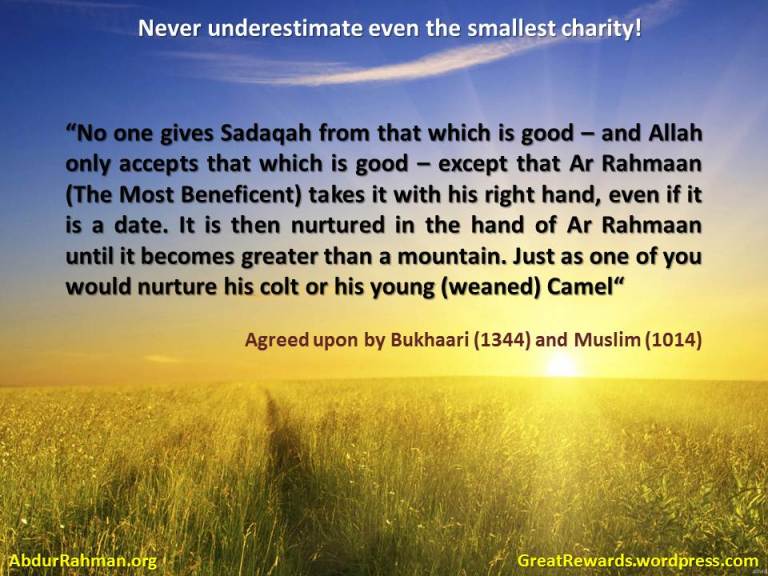 Never underestimate even the smallest charity!
“No one gives Sadaqah from that which is good – and Allah
only accepts that which is good – except that Ar Rahmaan
(The Most Beneficent) takes it with his right hand, even if it
is a date. It is then nurtured in the hand of Ar Rahmaan
until it becomes greater than a mountain. Just as one of you
would nurture his colt or his young (weaned) Camel“
Agreed upon by Bukhaari (1344) and Muslim (1014)
AbdurRahman.org
GreatRewards.wordpress.com